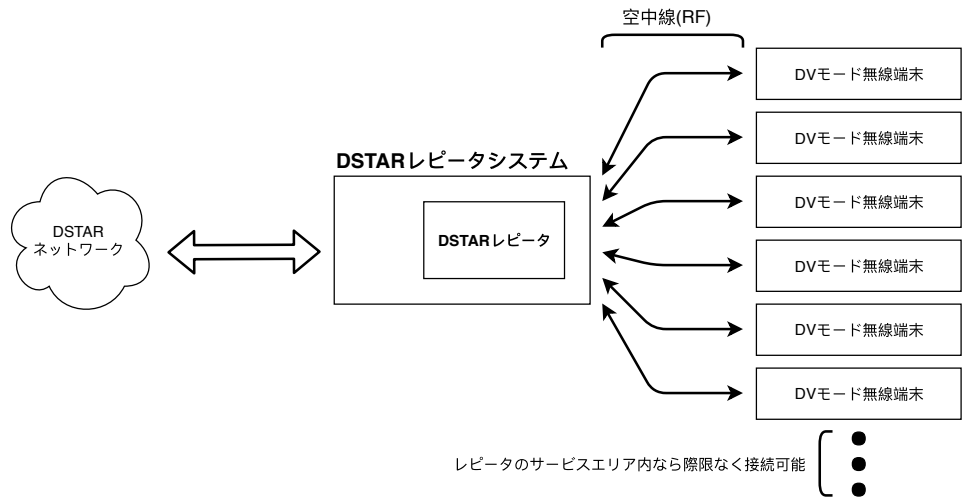 空中線(RF)
DVモード無線端末
DVモード無線端末
DSTARレピータシステム
DVモード無線端末
DSTAR
ネットワーク
DSTARレピータ
DVモード無線端末
DVモード無線端末
DVモード無線端末
レピータのサービスエリア内なら際限なく接続可能